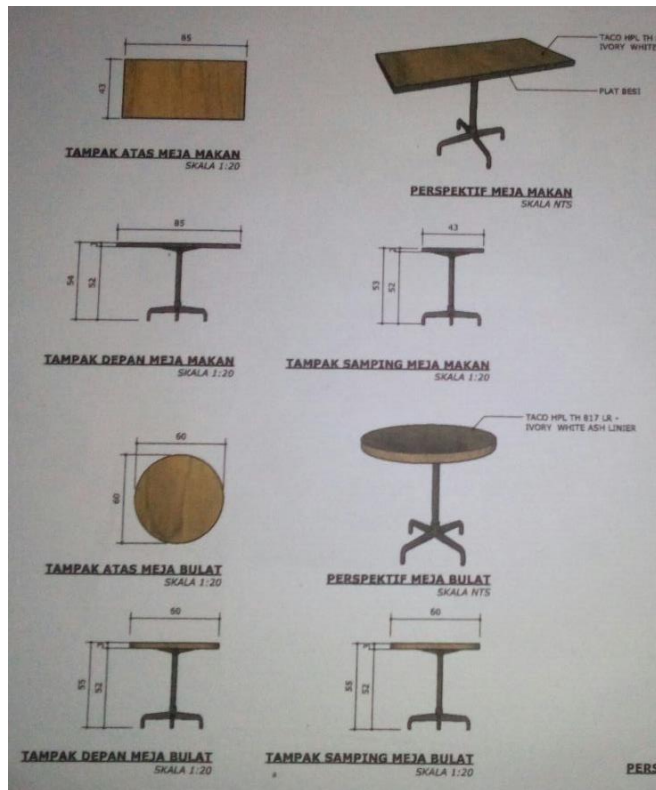 85
43
TAMPAK ATAS MEJA MAKAN
SKALA 1:20
TACO HPL TH
IVORY WHITE
PLAT BESI
PERSPEKTIF MEJA MAKAN
SKALA NTS
85
54
52
TAMPAK DEPAN MEJA MAKAN
SKALA 1:20
43
53
52
TAMPAK SAMPING MEJA MAKAN
SKALA 1:20
60
60
TAMPAK ATAS MEJA BULAT
SKALA 1:20
TACO HPL TH 817 LR -
IVORY WHITE ASH LINIER
PERSPEKTIF MEJA BULAT
SKALA NTS
60
55
3
52
TAMPAK DEPAN MEJA BULAT
SKALA 1:20
60
55
3
52
TAMPAK SAMPING MEJA BULAT
SKALA 1:20
PERS